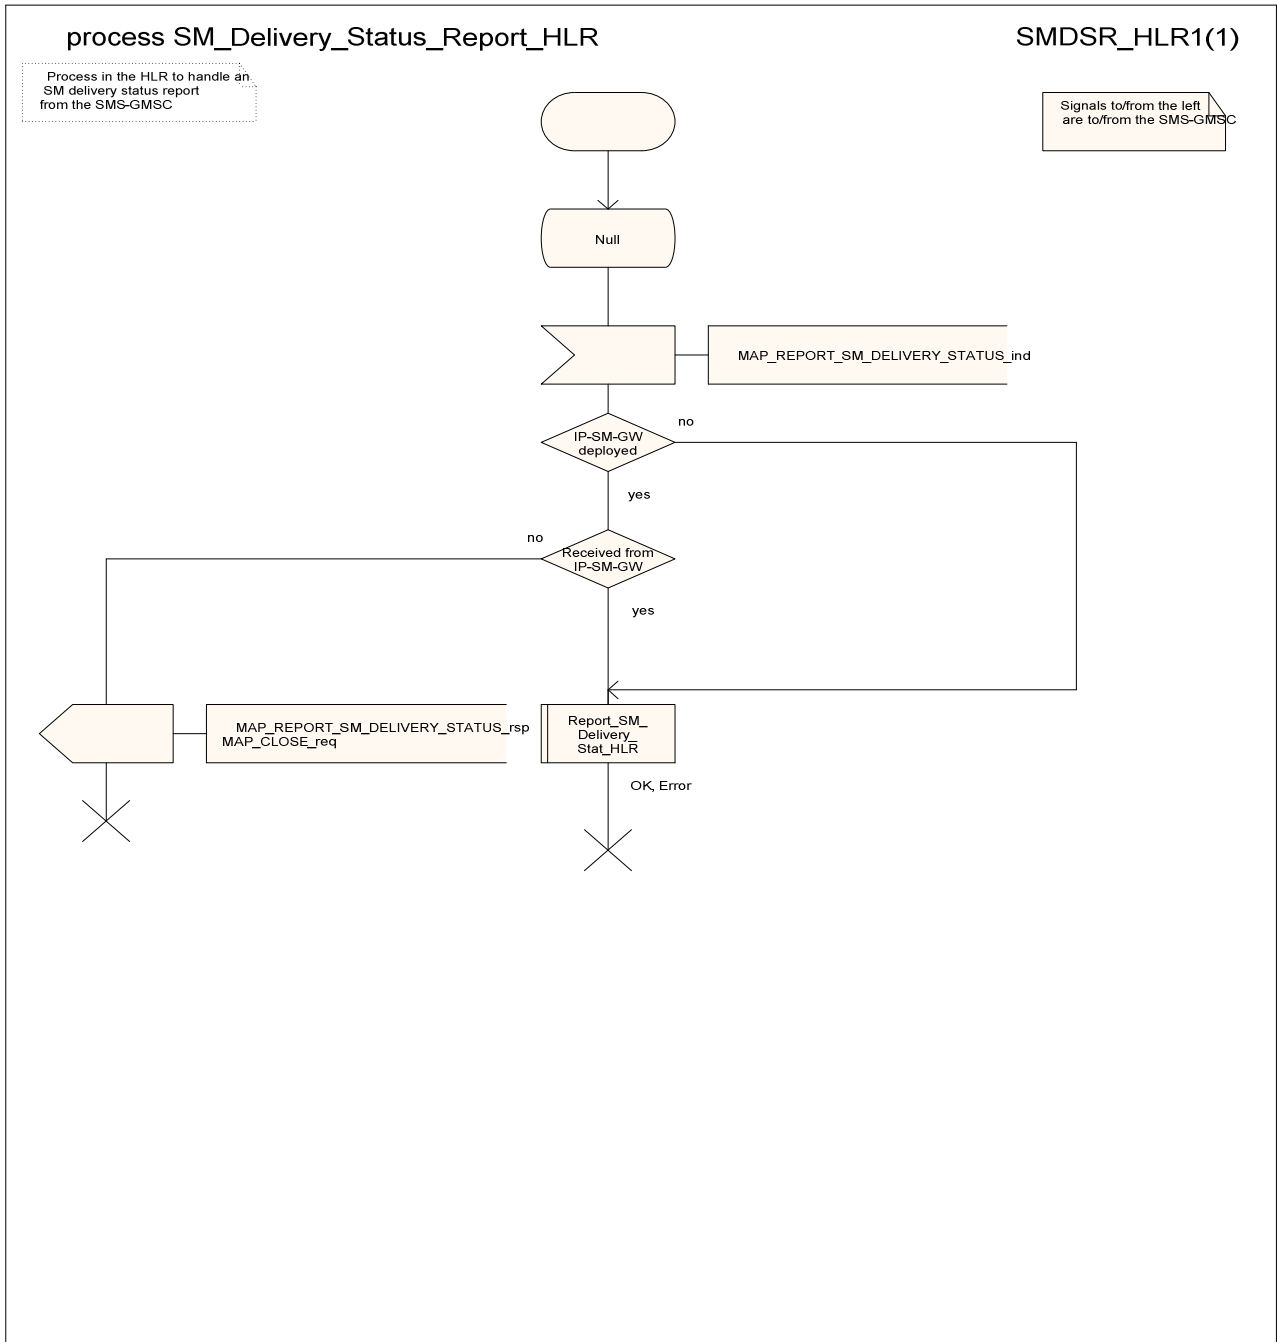 process SM_Delivery_Status_Report_HLR
SMDSR_HLR1(1)
Process in the HLR to handle an
SM delivery status report
from the SMS-GMSC
Signals to/from the left
are to/from the SMS-GMSC
Null
MAP_REPORT_SM_DELIVERY_STATUS_ind
IP-SM-GW
deployed
no
yes
no
Received from
IP-SM-GW
yes
MAP_REPORT_SM_DELIVERY_STATUS_rsp
MAP_CLOSE_req
Report_SM_
Delivery_
Stat_HLR
OK, Error